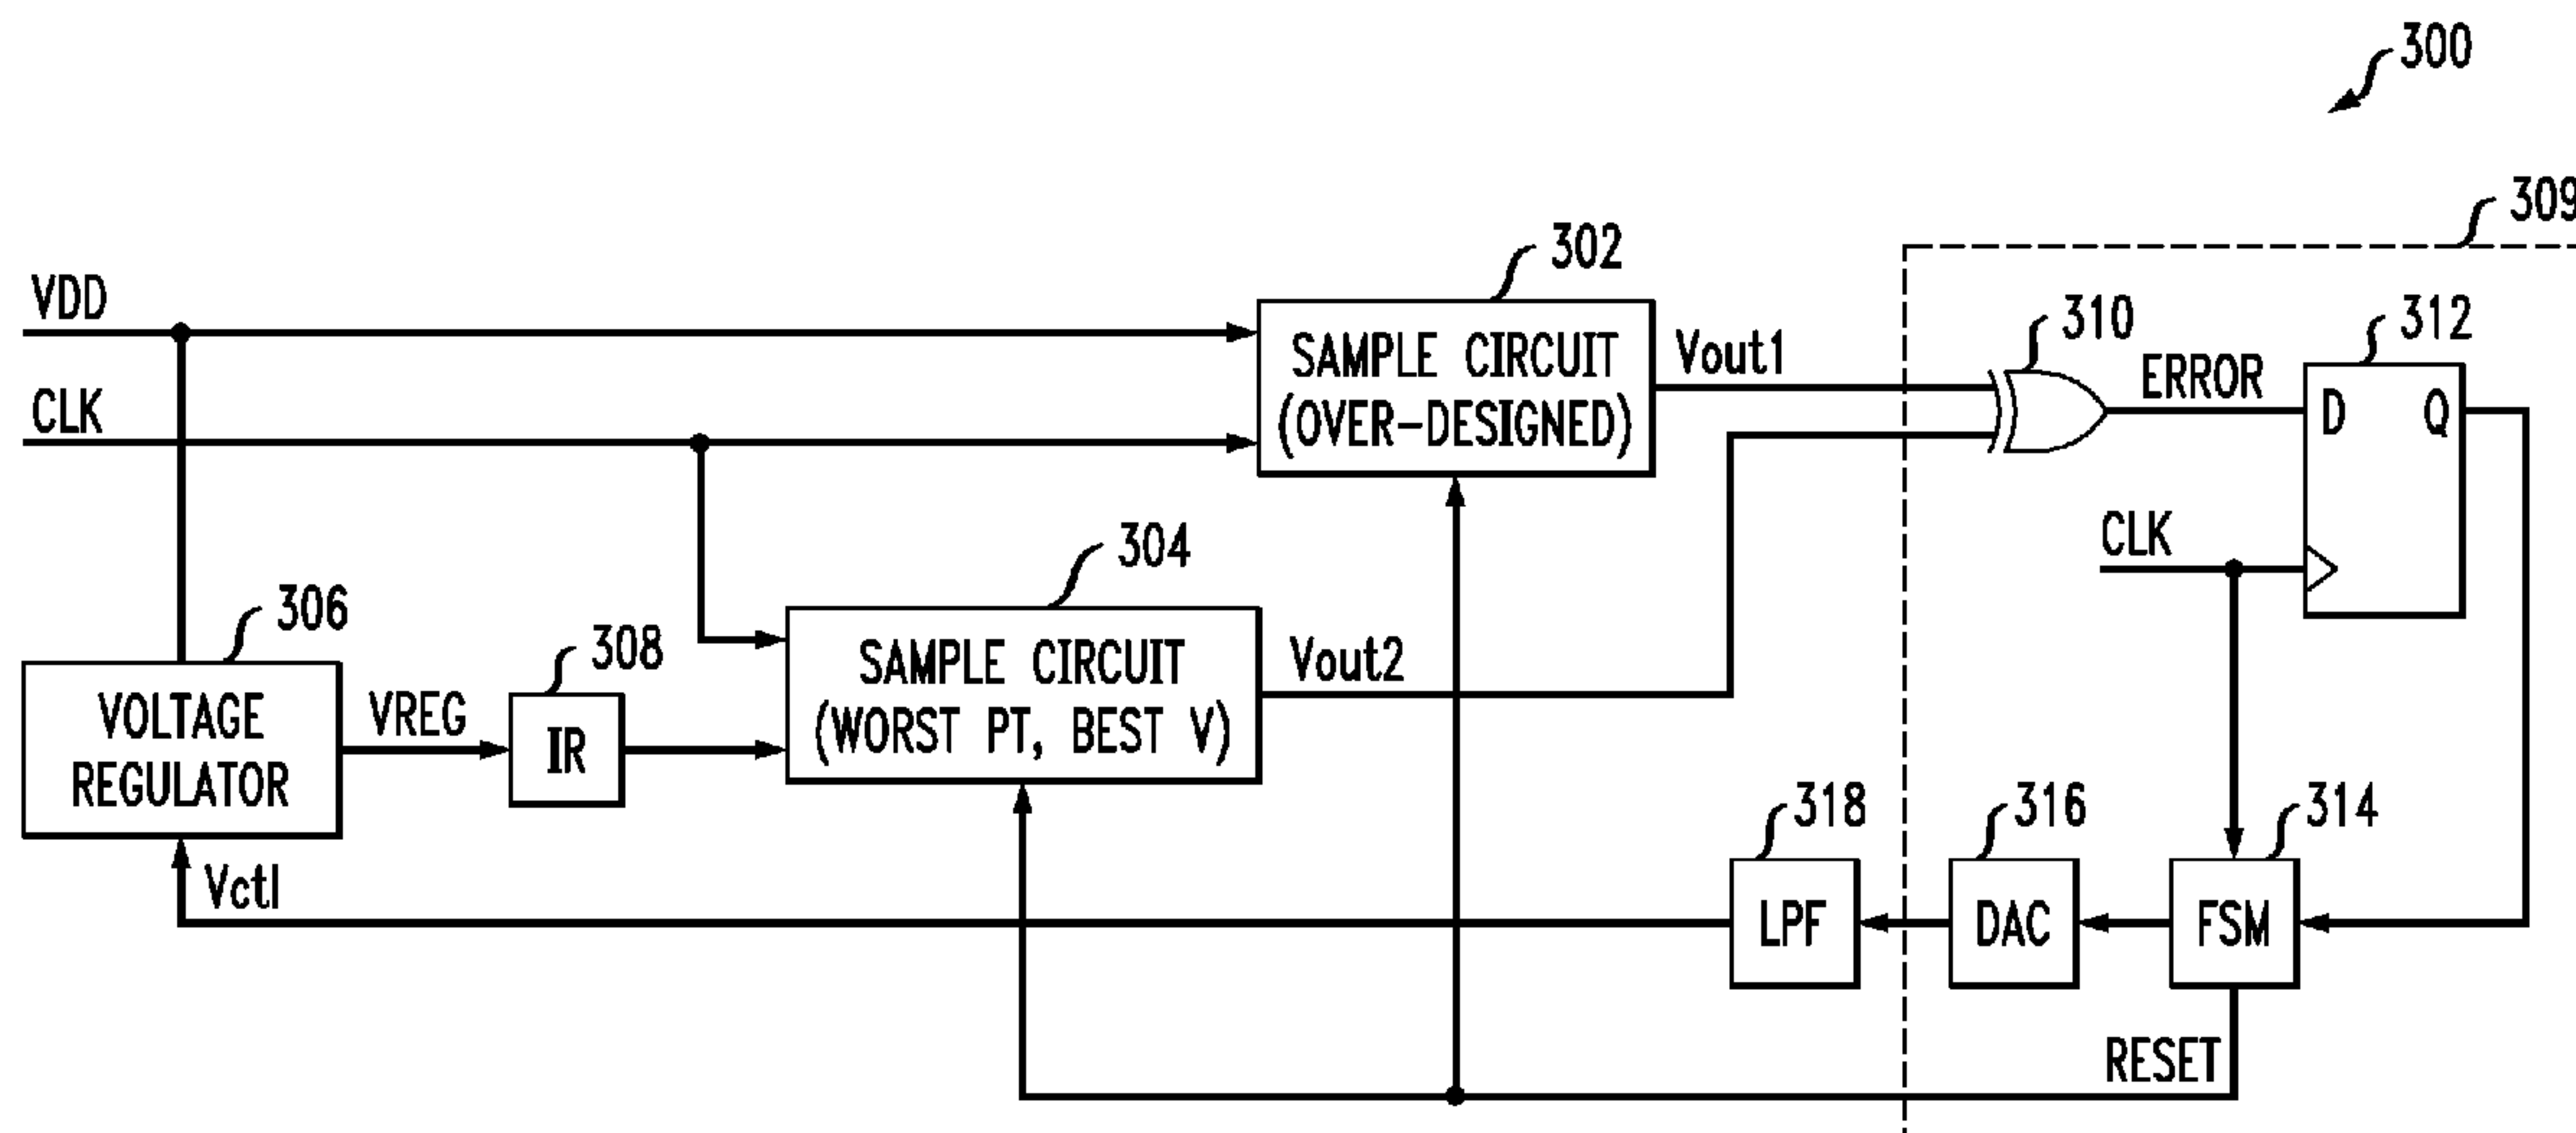 300
309
302
VDD
310
312
SAMPLE CIRCUIT
(OVER-DESIGNED)
Vout1
ERROR
D
Q
CLK
CLK
304
306
308
SAMPLE CIRCUIT
(WORST PT, BEST V)
Vout2
VOLTAGE
REGULATOR
VREG
IR
318
316
314
Vctl
LPF
DAC
FSM
RESET